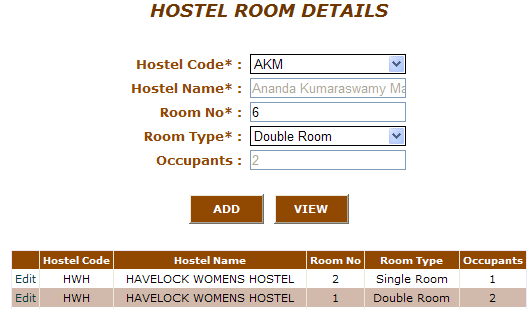 HOSTEL ROOM DETAILS
Hostel Code* : AKM
Hostel Name* : Ananda Kumaraswamy Ma
Room No* : 6
Room Type* : Double Room
Occupants : 2
ADD VIEW
Hostel Code Hostel Name Room No Room Type Occupants
Edit HWH HAVELOCK WOMENS HOSTEL 2 Single Room 1
Edit HWH HAVELOCK WOMENS HOSTEL 1 Double Room 2